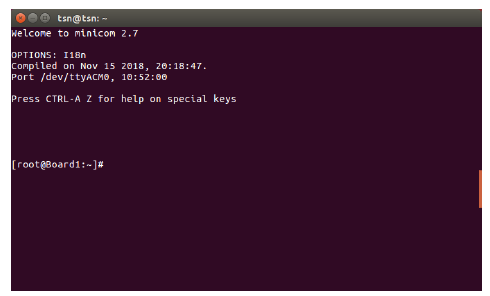 tsn@tsn: ~
Welcome to minicom 2.7
OPTIONS: I18n
Compiled on Nov 15 2018, 20:18:47.
Port /dev/ttyACM0, 10:52:00
Press CTRL-A Z for help on special keys
[root@Board1:~]#